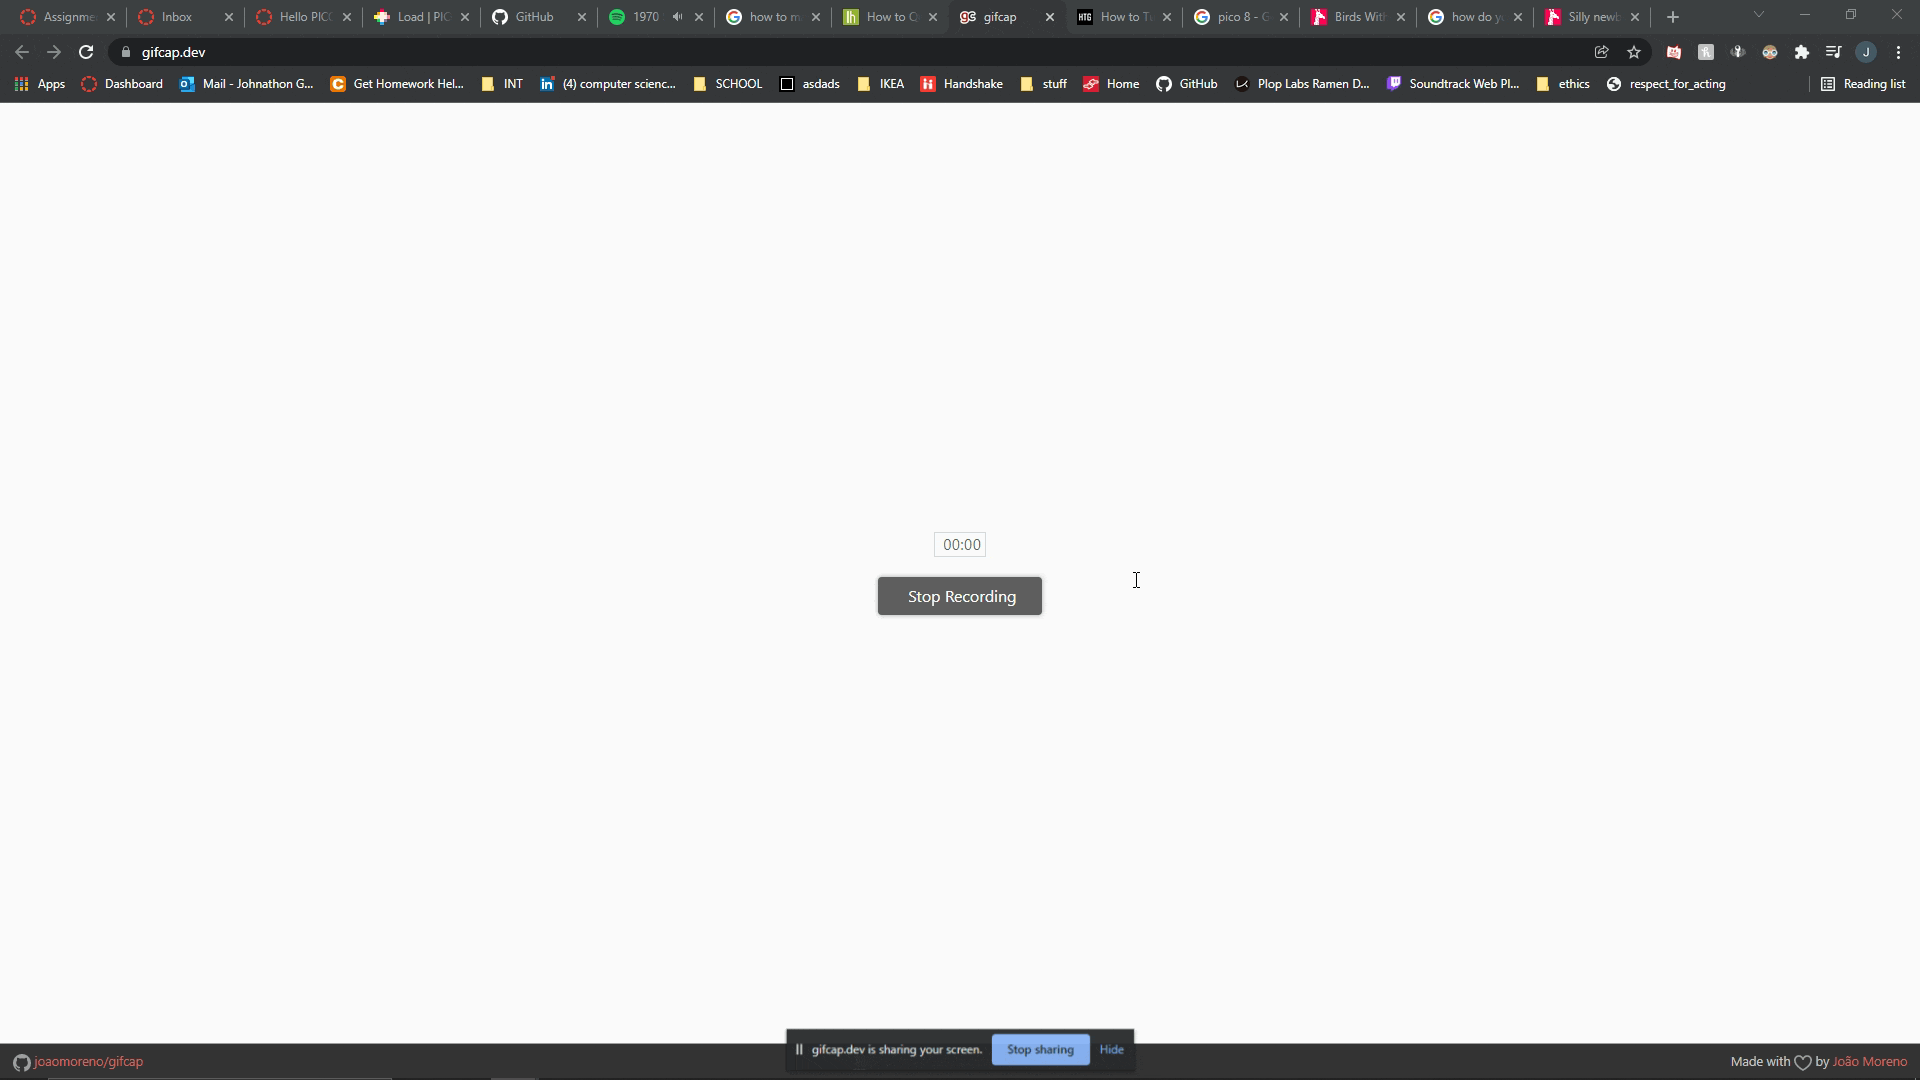 Assignme Inbox Hello PIC Load | PIC GitHub 1970 how to m How to C gifcap How to T pico 8 - G Birds With how do y Silly newb
gifcap.dev J
Apps Dashboard Mail - Johnathon G... Get Homework Hel... INT (4) computer scienc... SCHOOL asdads IKEA Handshake stuff Home GitHub Plop Labs Ramen D... Soundtrack Web Pl... ethics respect_for_acting Reading list
00:00
Stop Recording
gifcap.dev is sharing your screen. Stop sharing Hide
joaomoreno/gifcap Made with by João Moreno